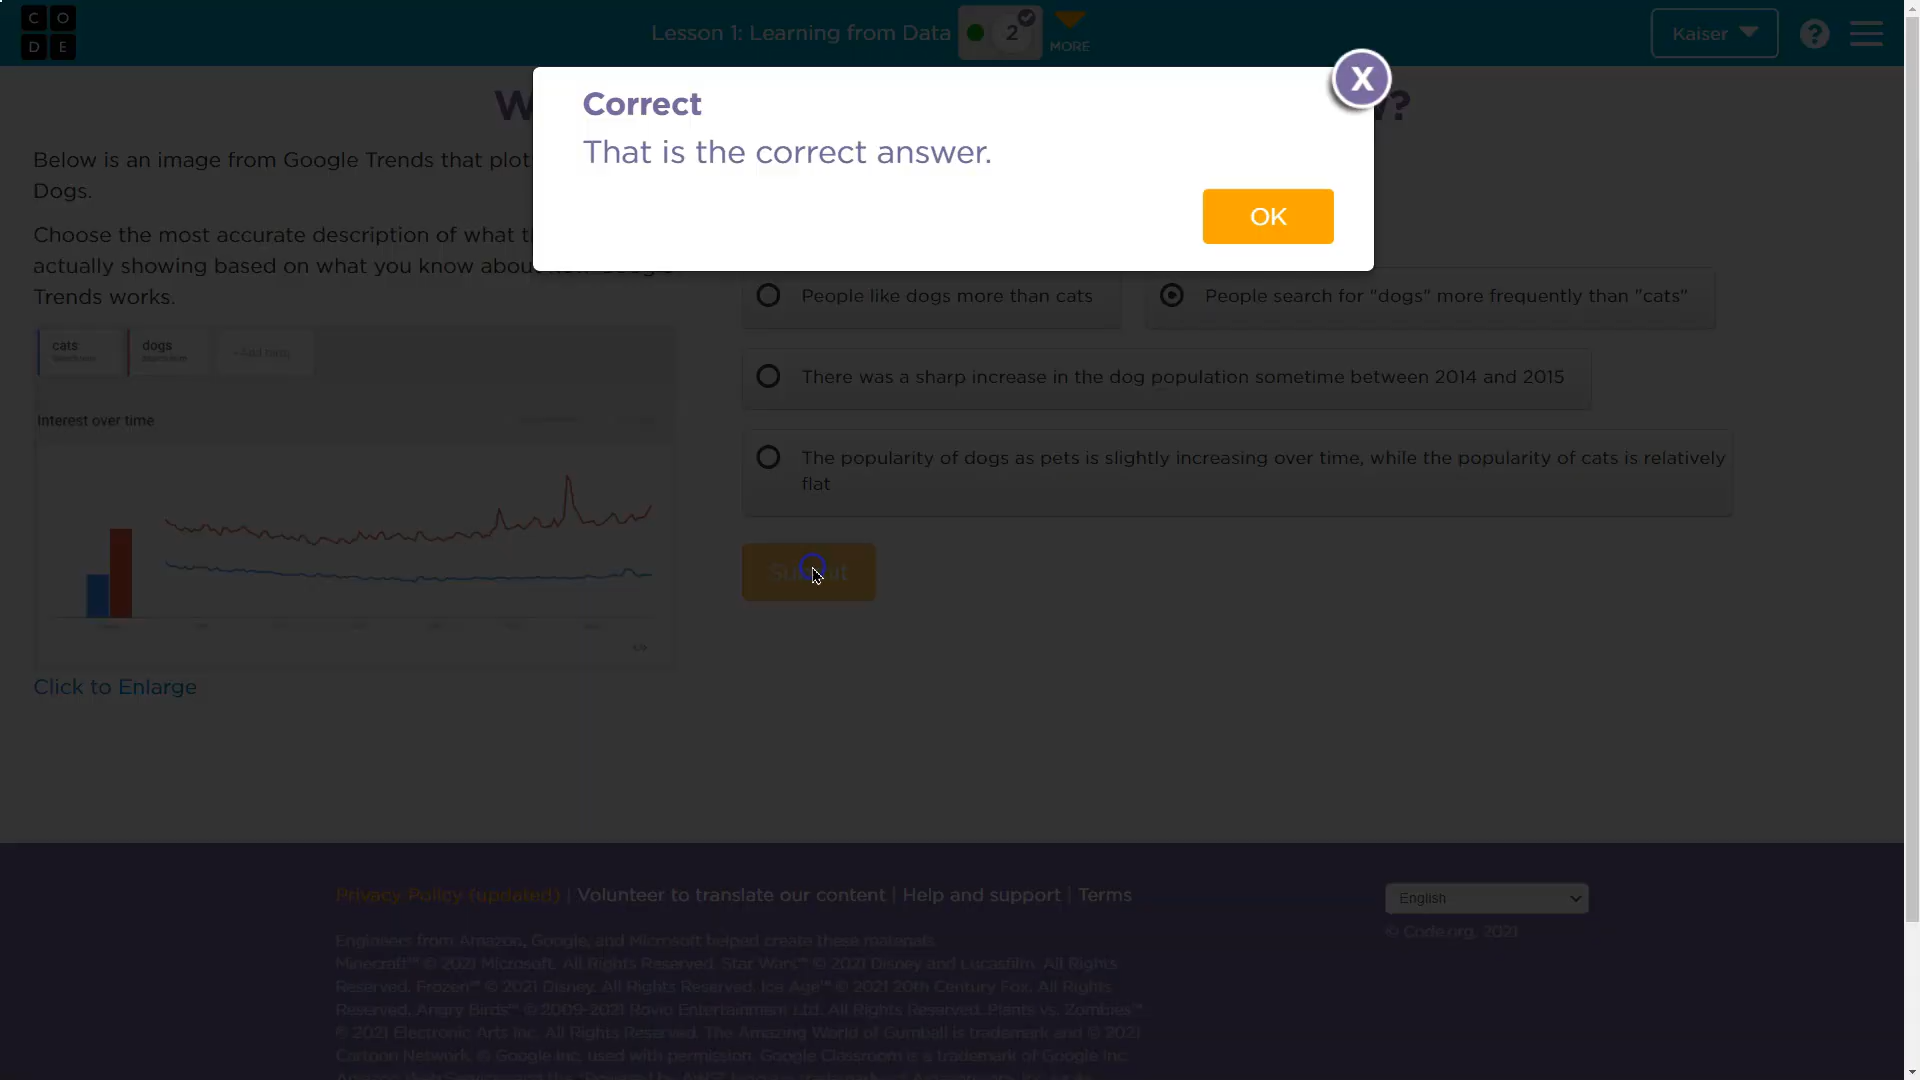 C O
D E
Lesson 1: Learning from Data
2
MORE
Kaiser
?
W
?
X
Correct
That is the correct answer.
OK
Below is an image from Google Trends that plot
Dogs.
Choose the most accurate description of what t
actually showing based on what you know abou
Trends works.
People like dogs more than cats
People search for "dogs" more frequently than "cats"
There was a sharp increase in the dog population sometime between 2014 and 2015
The popularity of dogs as pets is slightly increasing over time, while the popularity of cats is relatively
flat
cats
dogs
Interest over time
Submit
Click to Enlarge
Privacy Policy (updated) | Volunteer to translate our content | Help and support | Terms
English
© Code.org, 2021
Engineers from Amazon, Google, and Microsoft helped create these materials.
Minecraft™ © 2021 Microsoft. All Rights Reserved. Star Wars™ © 2021 Disney and Lucasfilm. All Rights
Reserved. Frozen™ © 2021 Disney. All Rights Reserved. Ice Age™ © 2021 20th Century Fox. All Rights
Reserved. Angry Birds™ © 2009-2021 Rovio Entertainment Ltd. All Rights Reserved. Plants vs. Zombies™
© 2021 Electronic Arts Inc. All Rights Reserved. The Amazing World of Gumball is trademark and © 2021
Cartoon Network. © Google Inc, used with permission. Google Classroom is a trademark of Google Inc.